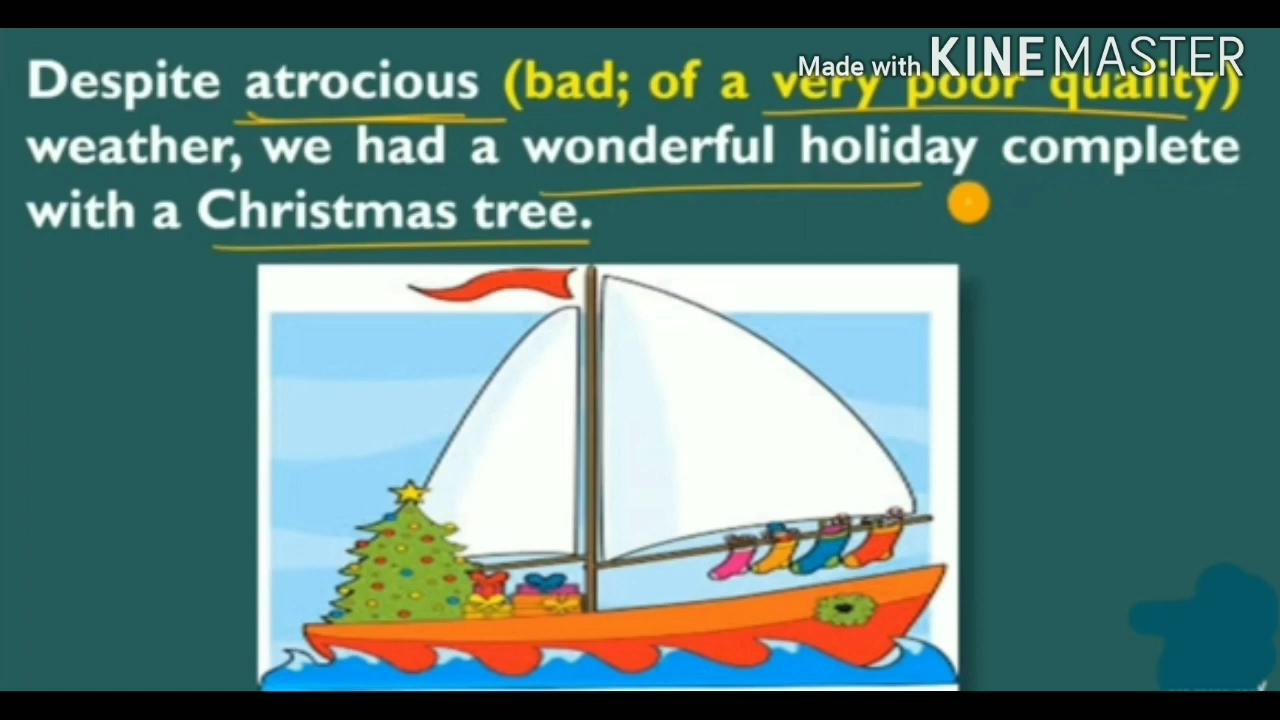 Made with KINEMASTER
Despite atrocious (bad; of a very poor quality)
weather, we had a wonderful holiday complete
with a Christmas tree.